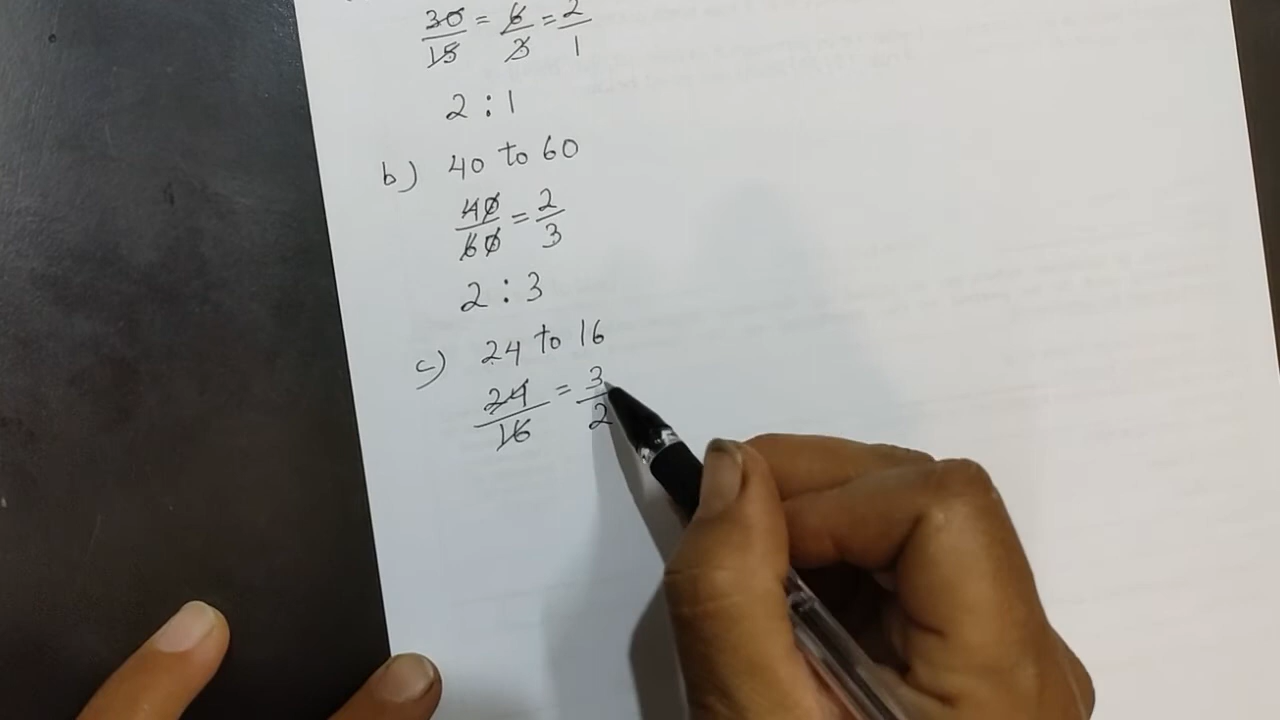 30/15 = 6/3 = 2/1
2 : 1
b) 40 to 60
40/60 = 2/3
2 : 3
c) 24 to 16
24/16 = 3/2